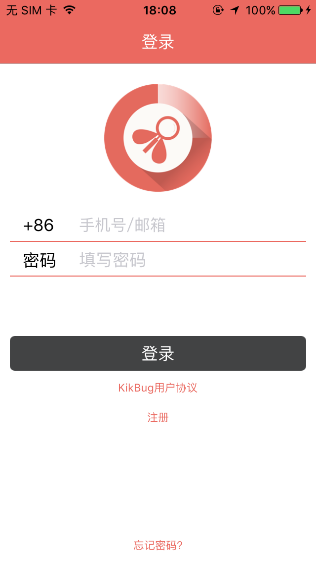 无 SIM 卡 18:08 100%
登录
+86 手机号/邮箱
密码 填写密码
登录
KikBug用户协议
注册
忘记密码?